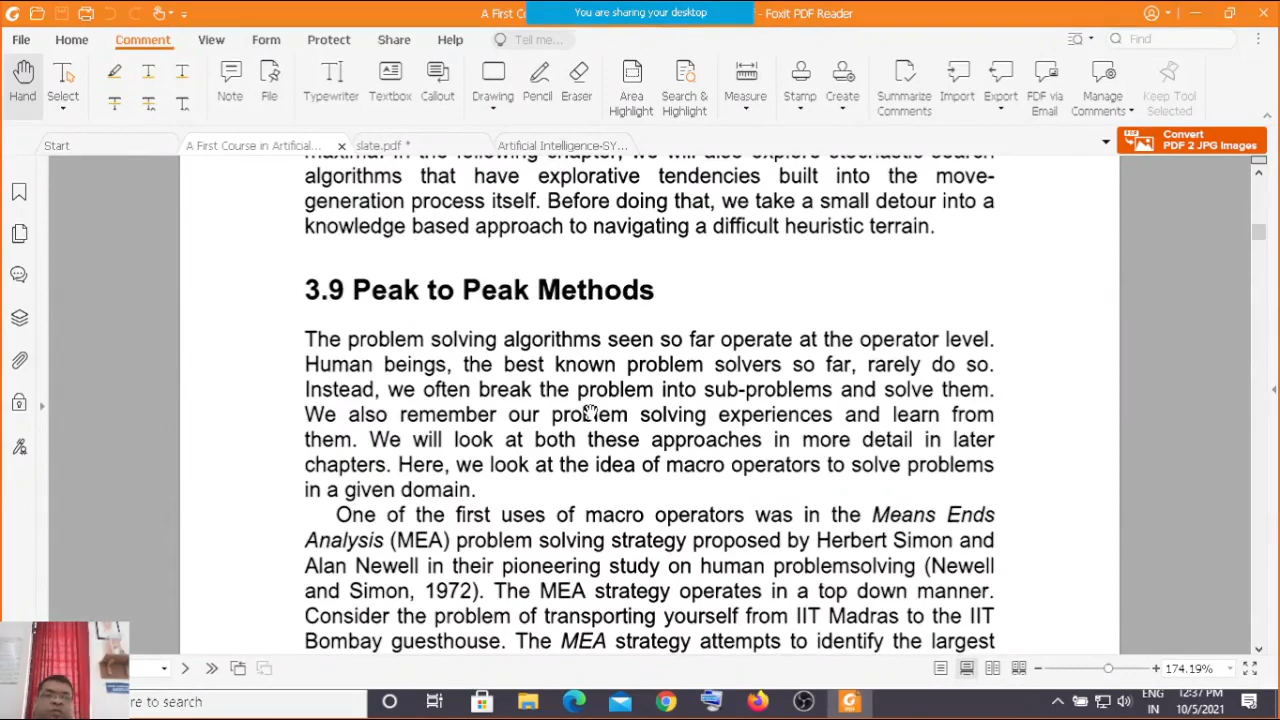 A First C
You are sharing your desktop
- Foxit PDF Reader
File Home Comment View Form Protect Share Help Tell me... Find
Hand Select Note File Typewriter Textbox Callout Drawing Pencil Eraser Area Highlight Search & Highlight Measure Stamp Create Summarize Comments Import Export PDF via Email Manage Comments Keep Tool Selected
Start A First Course in Artificial... slate.pdf * Artificial Intelligence-SY... Convert PDF 2 JPG Images
maxima. In the following chapter, we will also explore stochastic search
algorithms that have explorative tendencies built into the move-
generation process itself. Before doing that, we take a small detour into a
knowledge based approach to navigating a difficult heuristic terrain.
3.9 Peak to Peak Methods
The problem solving algorithms seen so far operate at the operator level.
Human beings, the best known problem solvers so far, rarely do so.
Instead, we often break the problem into sub-problems and solve them.
We also remember our problem solving experiences and learn from
them. We will look at both these approaches in more detail in later
chapters. Here, we look at the idea of macro operators to solve problems
in a given domain.
One of the first uses of macro operators was in the Means Ends
Analysis (MEA) problem solving strategy proposed by Herbert Simon and
Alan Newell in their pioneering study on human problemsolving (Newell
and Simon, 1972). The MEA strategy operates in a top down manner.
Consider the problem of transporting yourself from IIT Madras to the IIT
Bombay guesthouse. The MEA strategy attempts to identify the largest
174.19%
re to search
ENG
IN
12:37 PM
10/5/2021